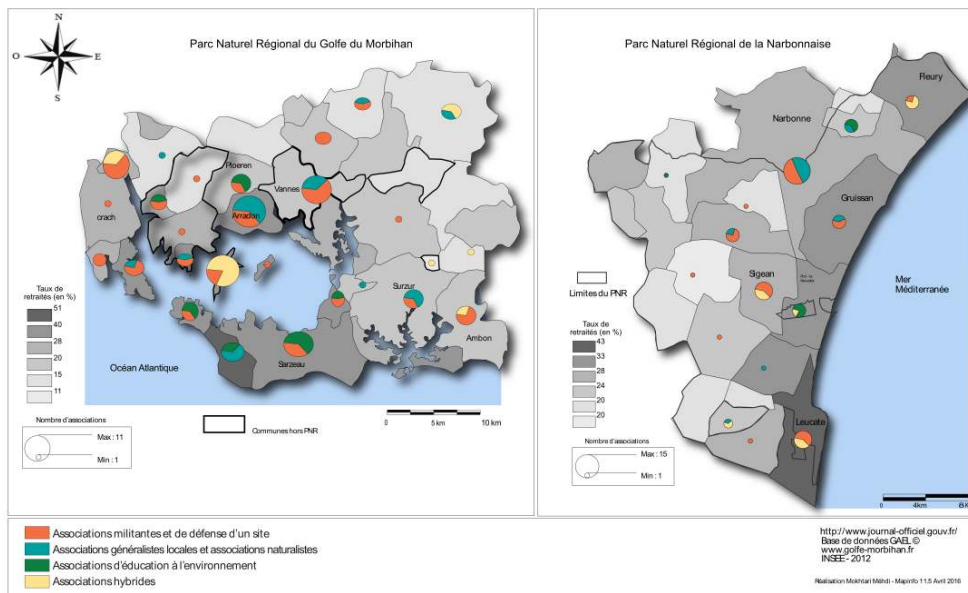 N
O
E
S
Parc Naturel Régional du Golfe du Morbihan
Ploeren
Vannes
Arradon
crach
Surzur
Ambon
Sarzeau
Océan Atlantique
Taux de
retraités (en %)
51
40
28
20
15
11
Nombre d'associations
Max : 11
Min : 1
Communes hors PNR
0
5 km
10 km
Parc Naturel Régional de la Narbonnaise
Fleury
Narbonne
Gruissan
Sigean
Leucate
Mer
Méditerranée
Limites du PNR
Taux de
retraités (en %)
43
33
28
24
20
20
Nombre d'associations
Max : 15
Min : 1
0
4km
Associations militantes et de défense d'un site
Associations généralistes locales et associations naturalistes
Associations d'éducation à l'environnement
Associations hybrides
http://www.journal-officiel.gouv.fr/
Base de données GAEL ©
www.golfe-morbihan.fr
INSEE - 2012
Réalisation Mokhtari Méhdi - Mapinfo 11.5 Avril 2016